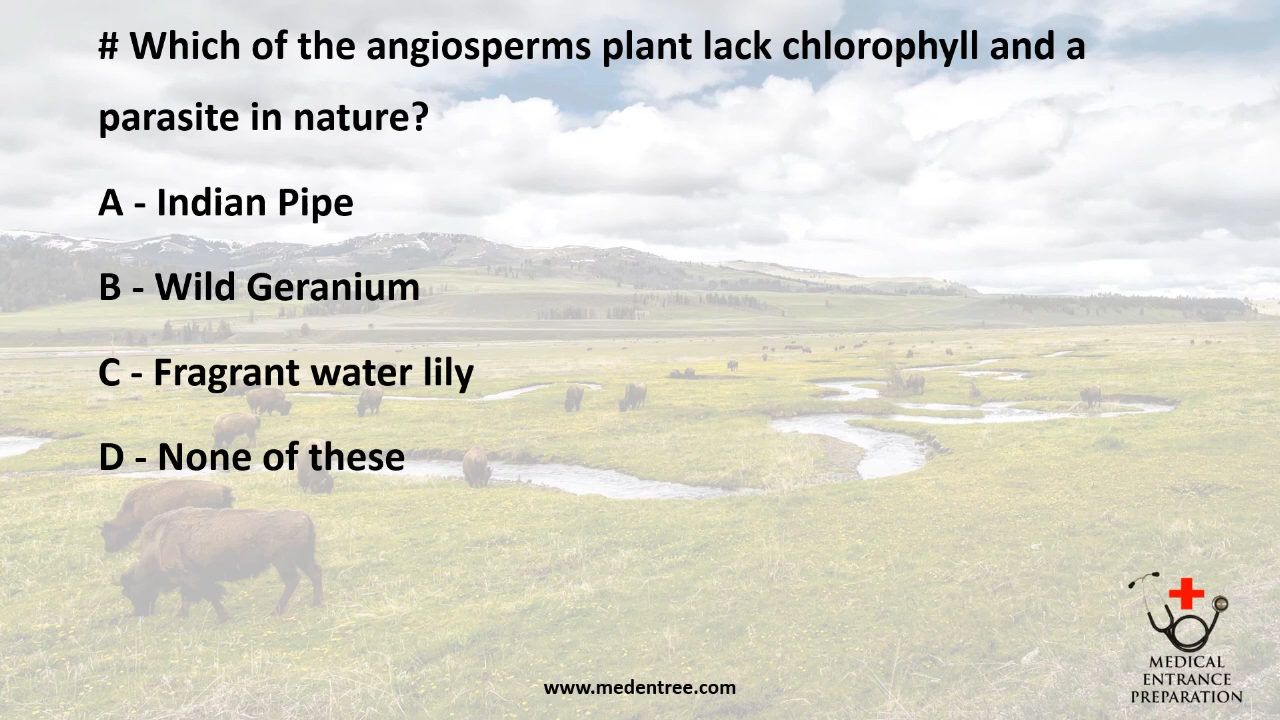 # Which of the angiosperms plant lack chlorophyll and a
parasite in nature?
A - Indian Pipe
B - Wild Geranium
C - Fragrant water lily
D - None of these
MEDICAL
ENTRANCE
PREPARATION
www.medentree.com